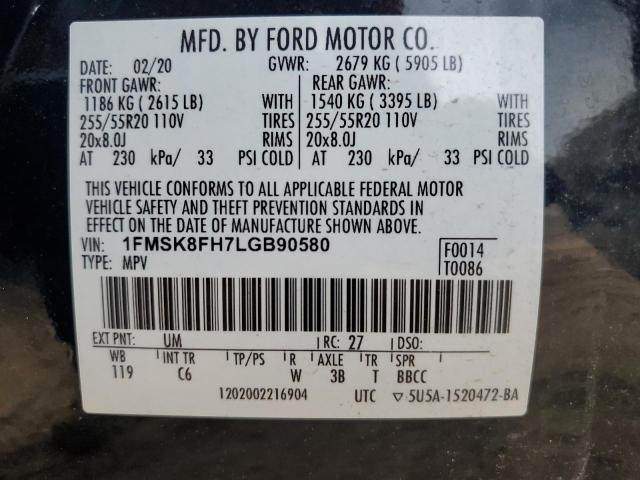 MFD. BY FORD MOTOR CO.
DATE: 02/20 GVWR: 2679 KG ( 5905 LB)
FRONT GAWR: REAR GAWR:
1186 KG ( 2615 LB) WITH 1540 KG ( 3395 LB) WITH
255/55R20 110V TIRES 255/55R20 110V TIRES
20x8.0J RIMS 20x8.0J RIMS
AT 230 kPa/ 33 PSI COLD AT 230 kPa/ 33 PSI COLD
THIS VEHICLE CONFORMS TO ALL APPLICABLE FEDERAL MOTOR
VEHICLE SAFETY AND THEFT PREVENTION STANDARDS IN
EFFECT ON THE DATE OF MANUFACTURE SHOWN ABOVE.
VIN: 1FMSK8FH7LGB90580 F0014
TYPE: MPV T0086
EXT PNT: UM RC: 27 DSO:
WB INT TR TP/PS R AXLE TR SPR
119 C6 W 3B T BBCC
1202002216904 UTC ▽ 5U5A-1520472-BA